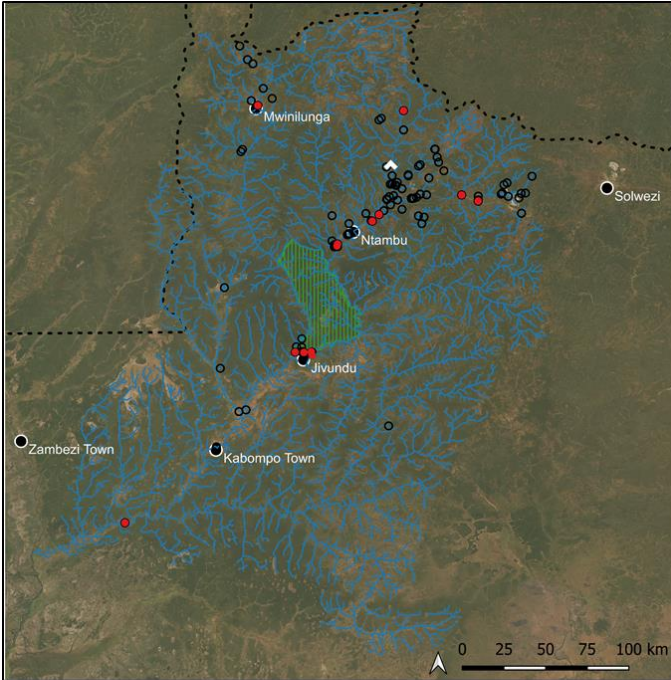 Mwinilunga
Solwezi
Ntambu
Jivundu
Zambezi Town
Kabompo Town
0 25 50 75 100 km